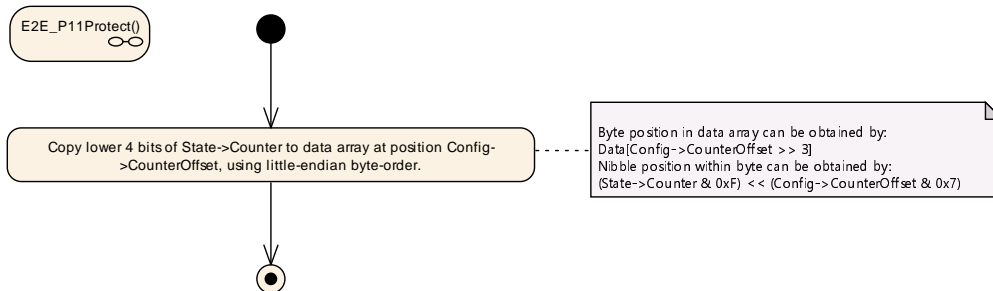 E2E_P11Protect()
Copy lower 4 bits of State->Counter to data array at position Config-
>CounterOffset, using little-endian byte-order.
Byte position in data array can be obtained by:
Data[Config->CounterOffset >> 3]
Nibble position within byte can be obtained by:
(State->Counter & 0xF) << (Config->CounterOffset & 0x7)